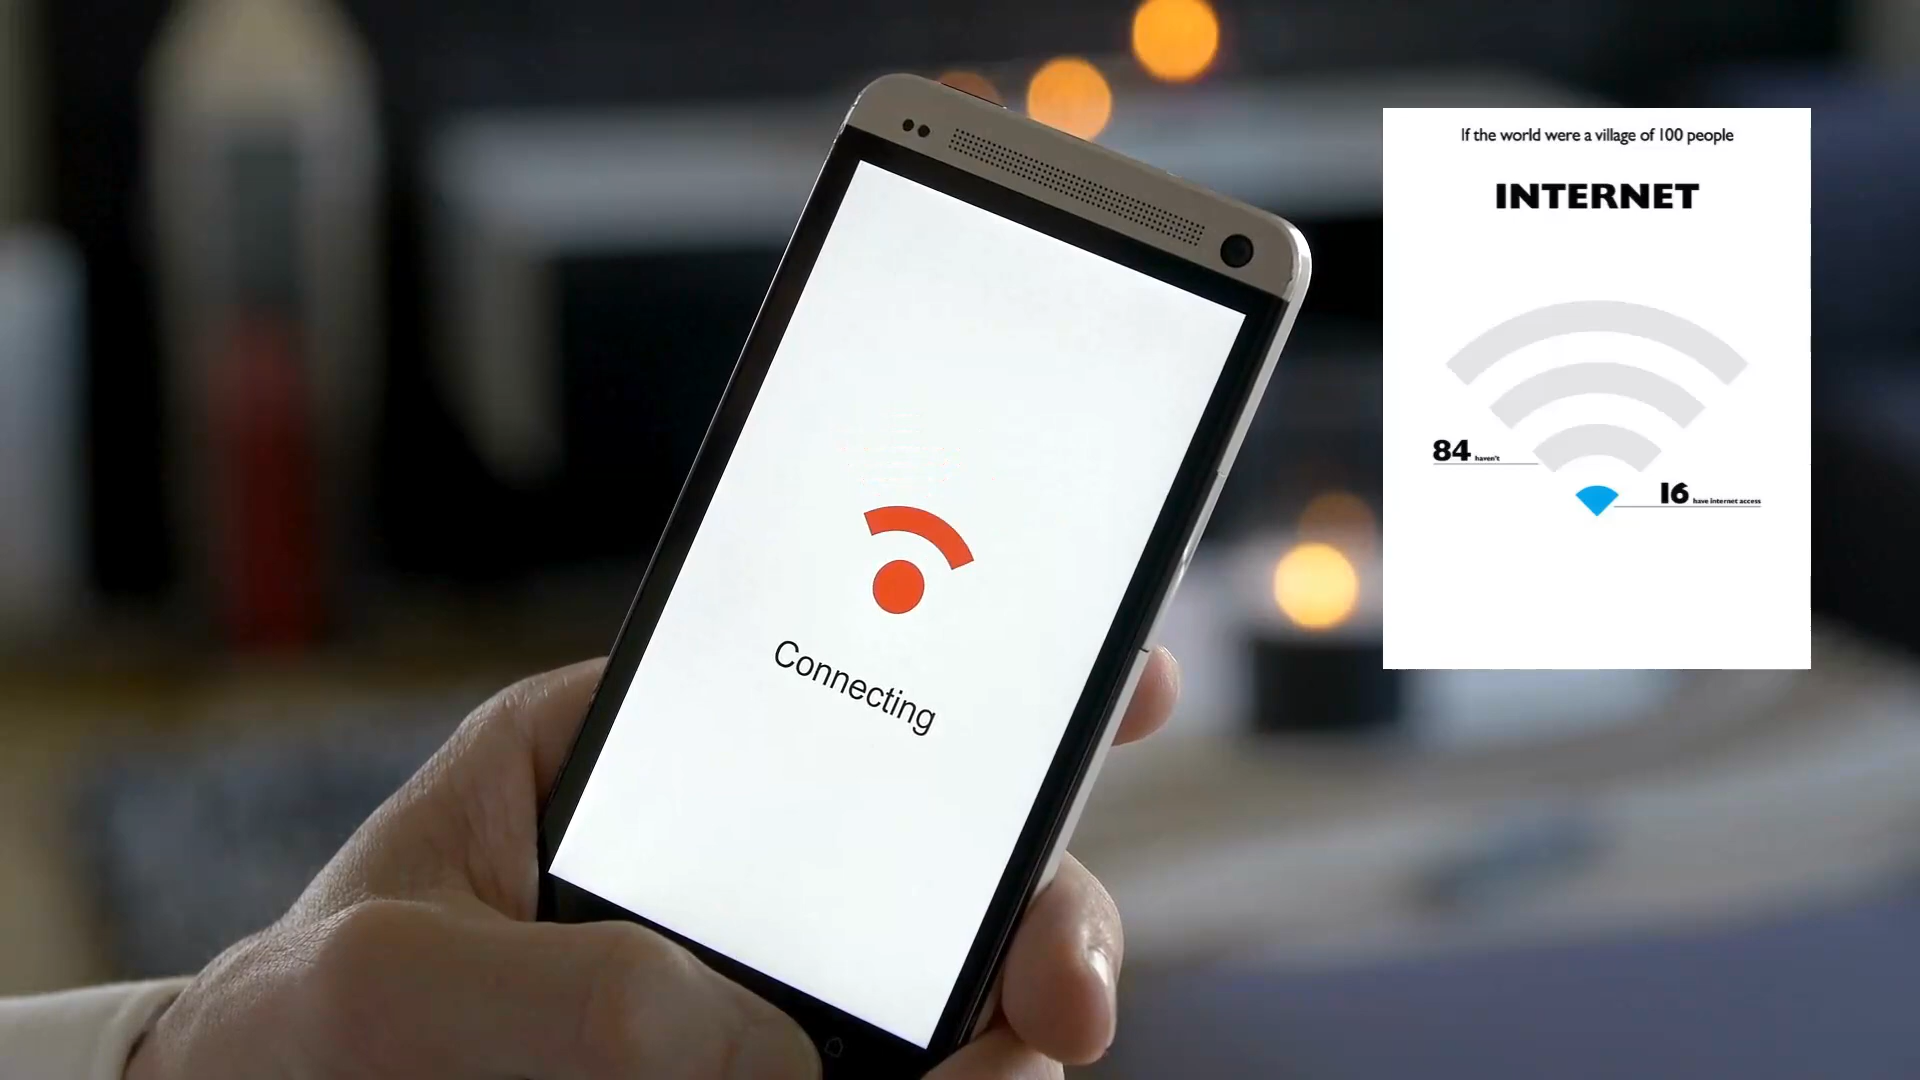 If the world were a village of 100 people
INTERNET
84 haven't
16 have internet access
Connecting